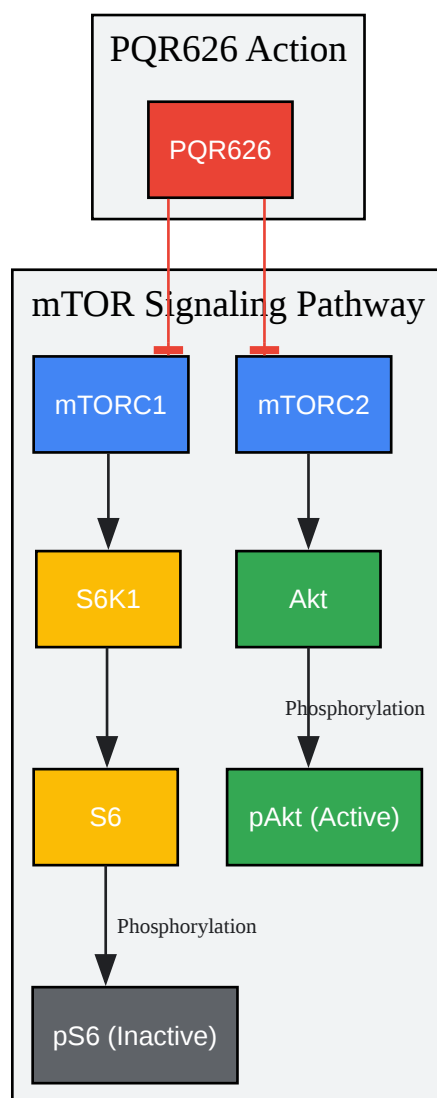 PQR626 Action
PQR626
mTOR Signaling Pathway
mTORC1
mTORC2
S6K1
Akt
Phosphorylation
S6
pAkt (Active)
Phosphorylation
pS6 (Inactive)